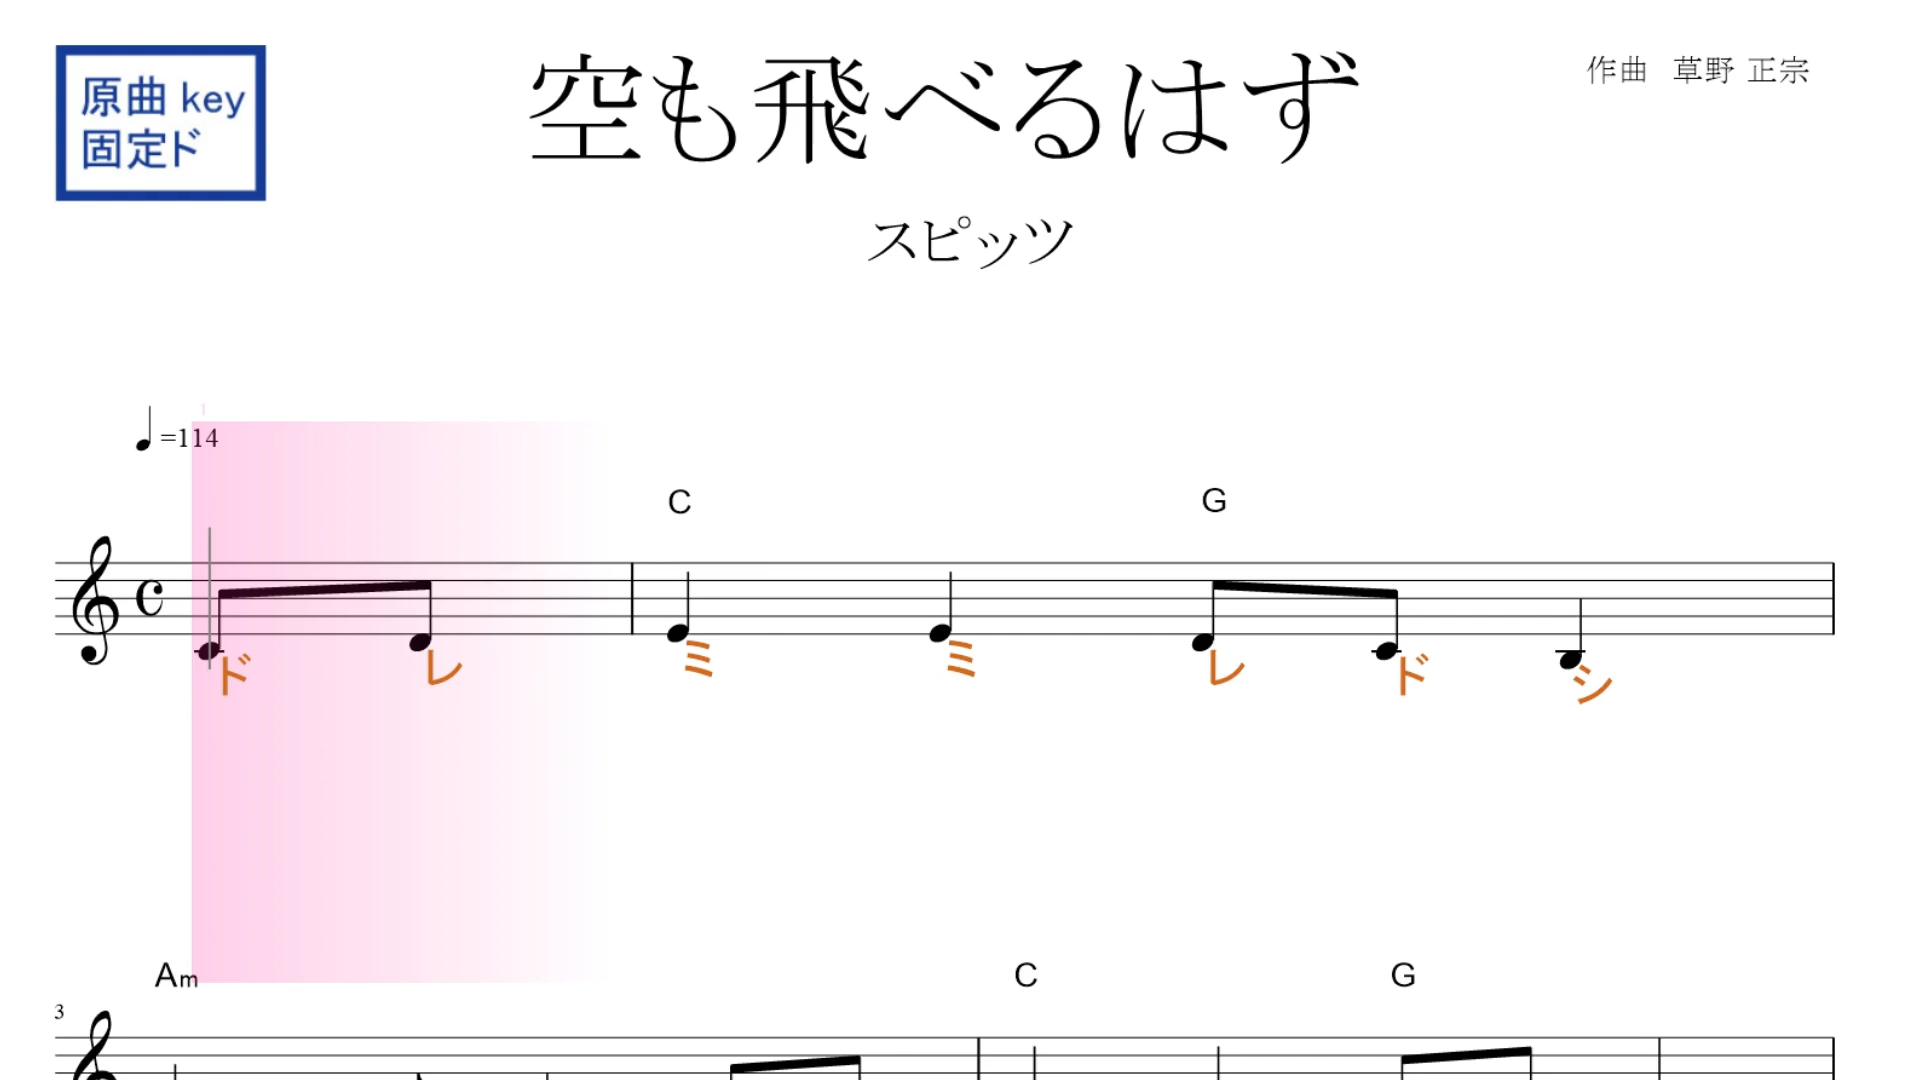 原曲 key
固定ド
空も飛べるはず
作曲 草野 正宗
スピッツ
1
=114
C G
ド レ ミ ミ レ ド シ
Am C G
3